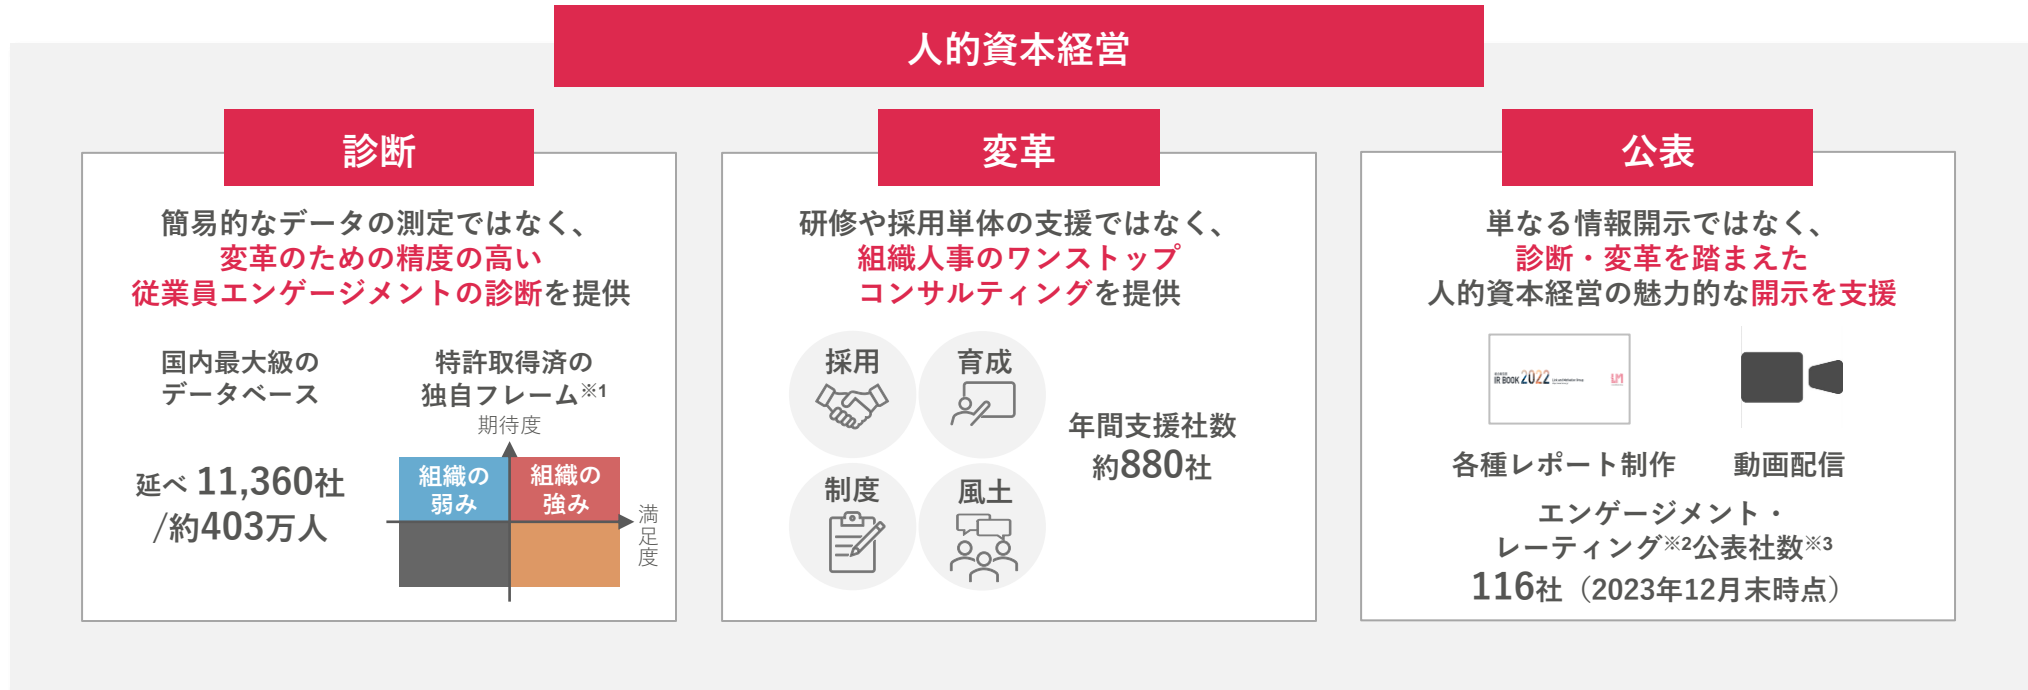 人的資本経営
診断
簡易的なデータの測定ではなく、
変革のための精度の高い
従業員エンゲージメントの診断を提供
国内最大級の
データベース
延べ 11,360社
/約403万人
特許取得済の
独自フレーム※1
期待度
組織の
弱み
組織の
強み
満足度
変革
研修や採用単体の支援ではなく、
組織人事のワンストップ
コンサルティングを提供
採用
育成
制度
風土
年間支援社数
約880社
公表
単なる情報開示ではなく、
診断・変革を踏まえた
人的資本経営の魅力的な開示を支援
IR BOOK 2022
各種レポート制作
動画配信
エンゲージメント・
レーティング※2公表社数※3
116社（2023年12月末時点）